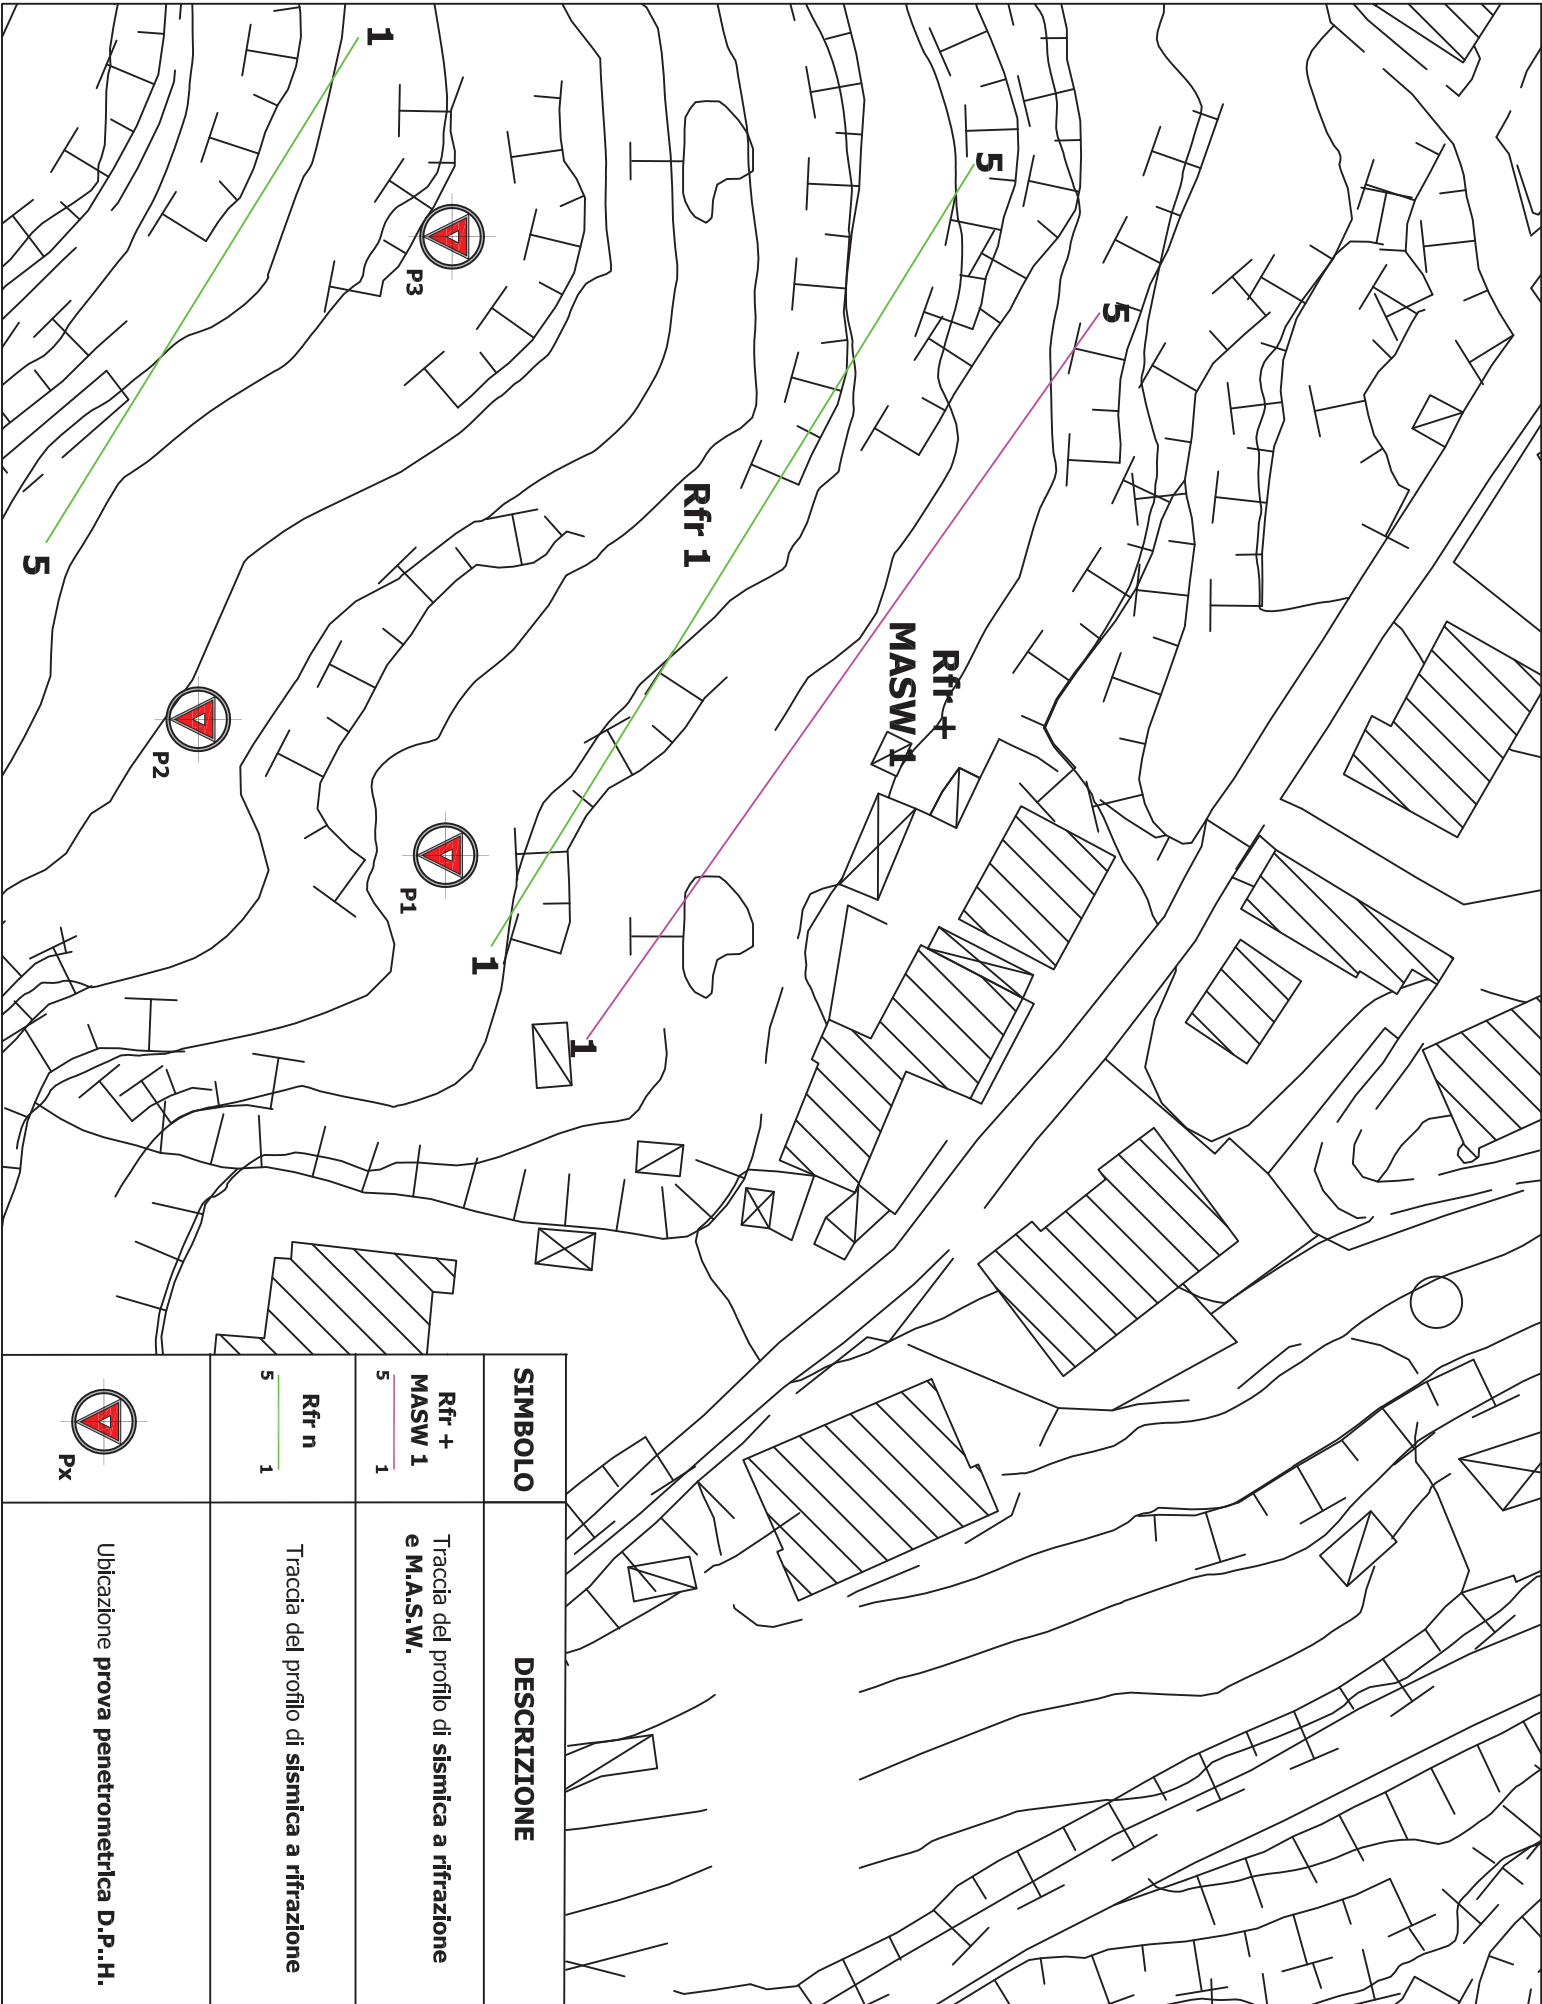 1
5
5
5
P3
Rfr 1
Rfr +
MASW 1
P2
P1
1
1
SIMBOLO
DESCRIZIONE
Rfr +
MASW 1
5
1
Traccia del profilo di sismica a rifrazione
e M.A.S.W.
Rfr n
5
1
Traccia del profilo di sismica a rifrazione
Px
Ubicazione prova penetrometrica D.P..H.